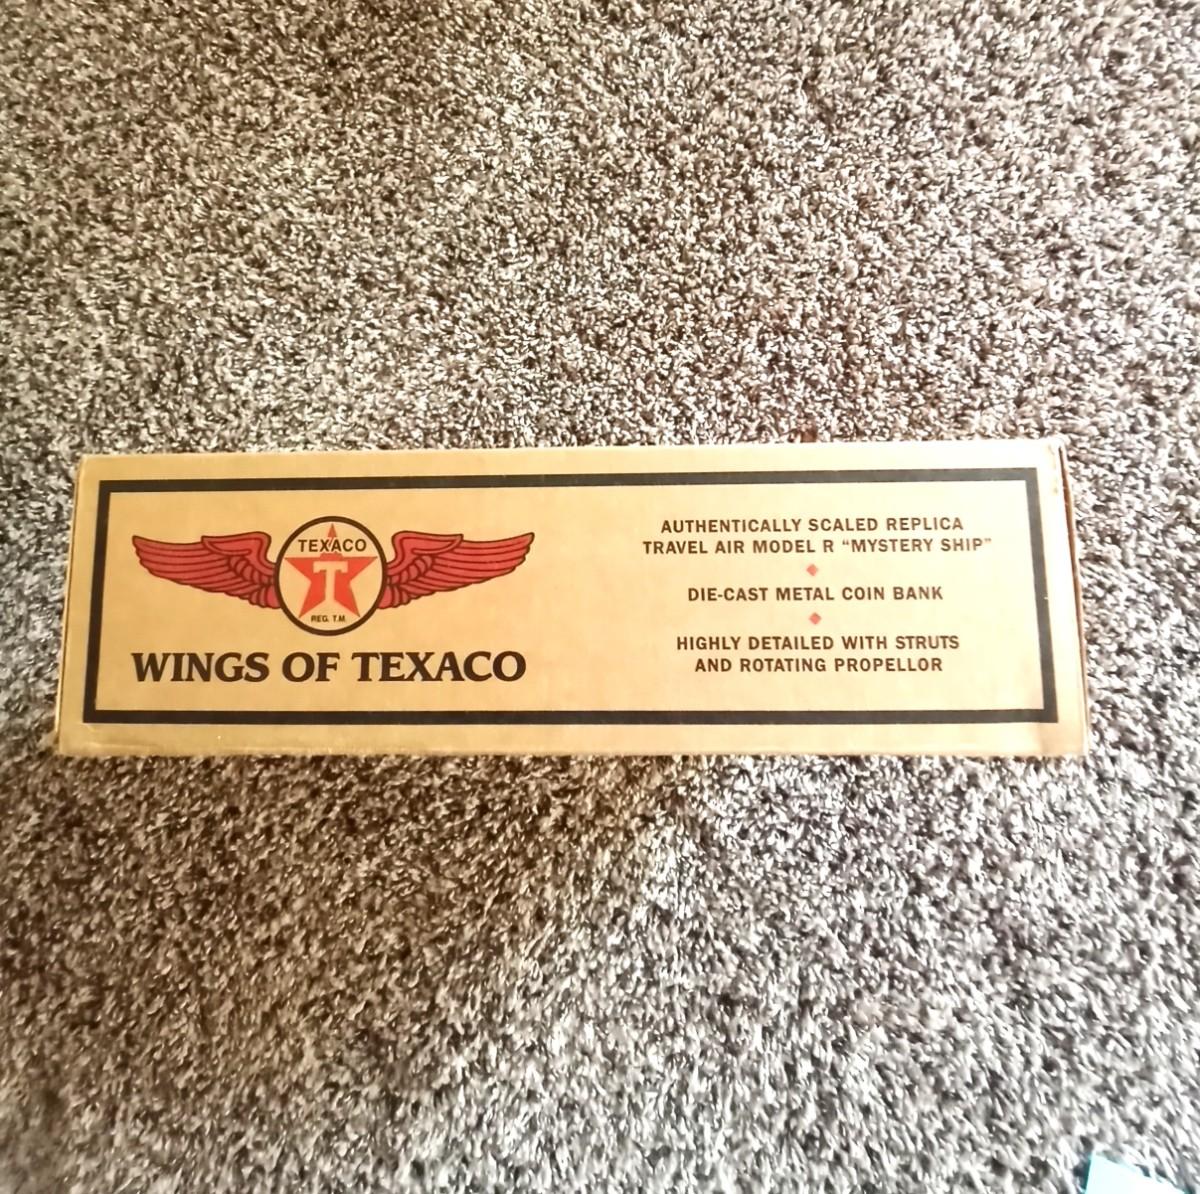 TEXACO
T
REG. T.M.
WINGS OF TEXACO
AUTHENTICALLY SCALED REPLICA
TRAVEL AIR MODEL R “MYSTERY SHIP”
DIE-CAST METAL COIN BANK
HIGHLY DETAILED WITH STRUTS
AND ROTATING PROPELLOR